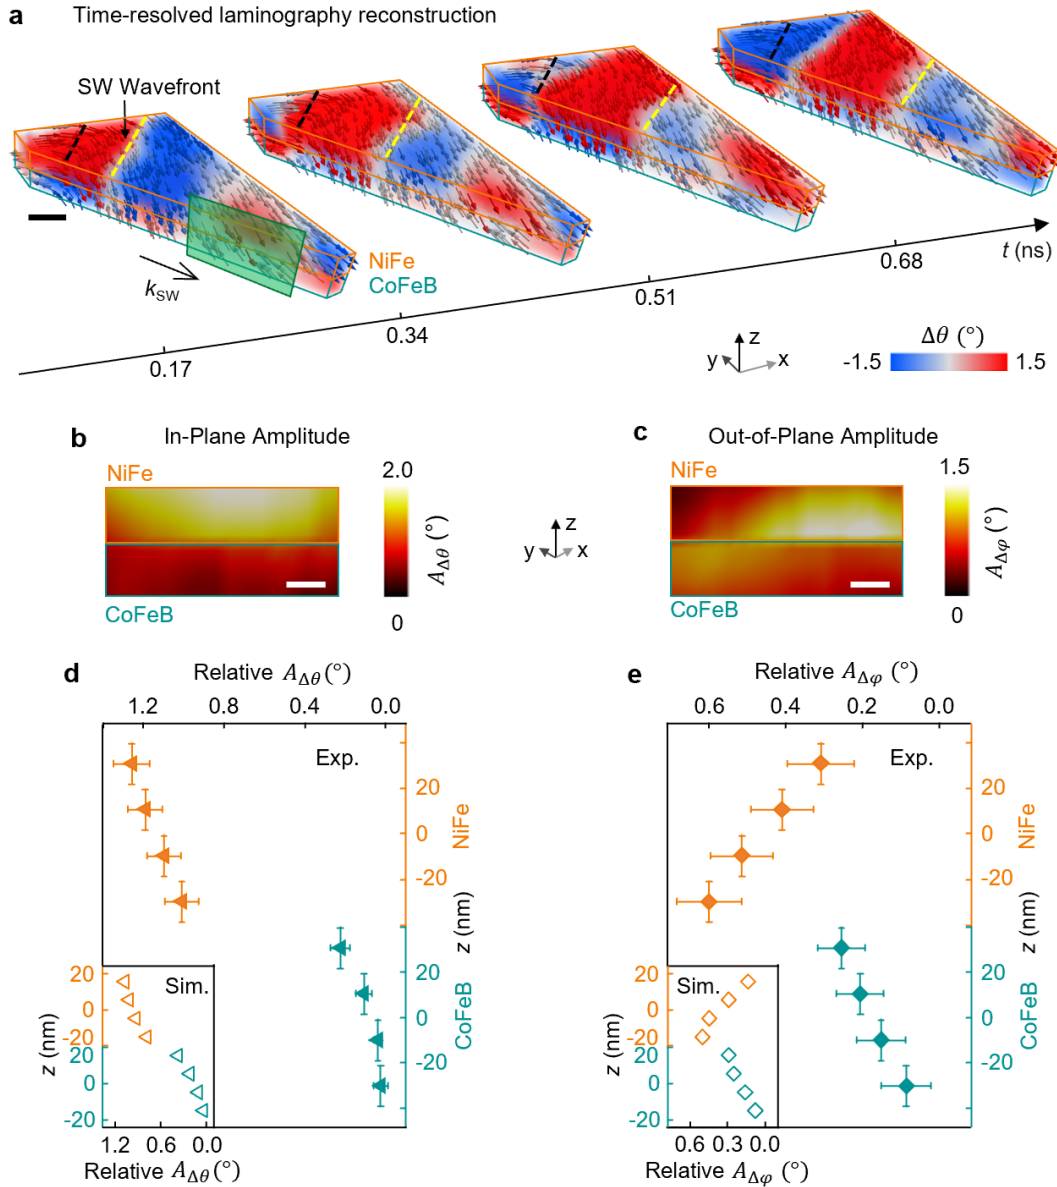 a Time-resolved laminography reconstruction
SW Wavefront
NiFe
CoFeB
k_SW
0.17
0.34
0.51
0.68
t (ns)
z
y
x
Δθ (°)
-1.5
1.5
b In-Plane Amplitude
NiFe
CoFeB
2.0
A_Δθ (°)
0
z
y
x
c Out-of-Plane Amplitude
NiFe
CoFeB
1.5
A_Δφ (°)
0
d Relative A_Δθ (°)
1.2 0.8 0.4 0.0
Exp.
20
0
-20
NiFe
z (nm)
20
0
-20
CoFeB
Sim.
20
0
-20
20
0
-20
z (nm)
1.2 0.6 0.0
Relative A_Δθ (°)
e Relative A_Δφ (°)
0.6 0.4 0.2 0.0
Exp.
20
0
-20
NiFe
z (nm)
20
0
-20
CoFeB
Sim.
20
0
-20
20
0
-20
z (nm)
0.6 0.3 0.0
Relative A_Δφ (°)